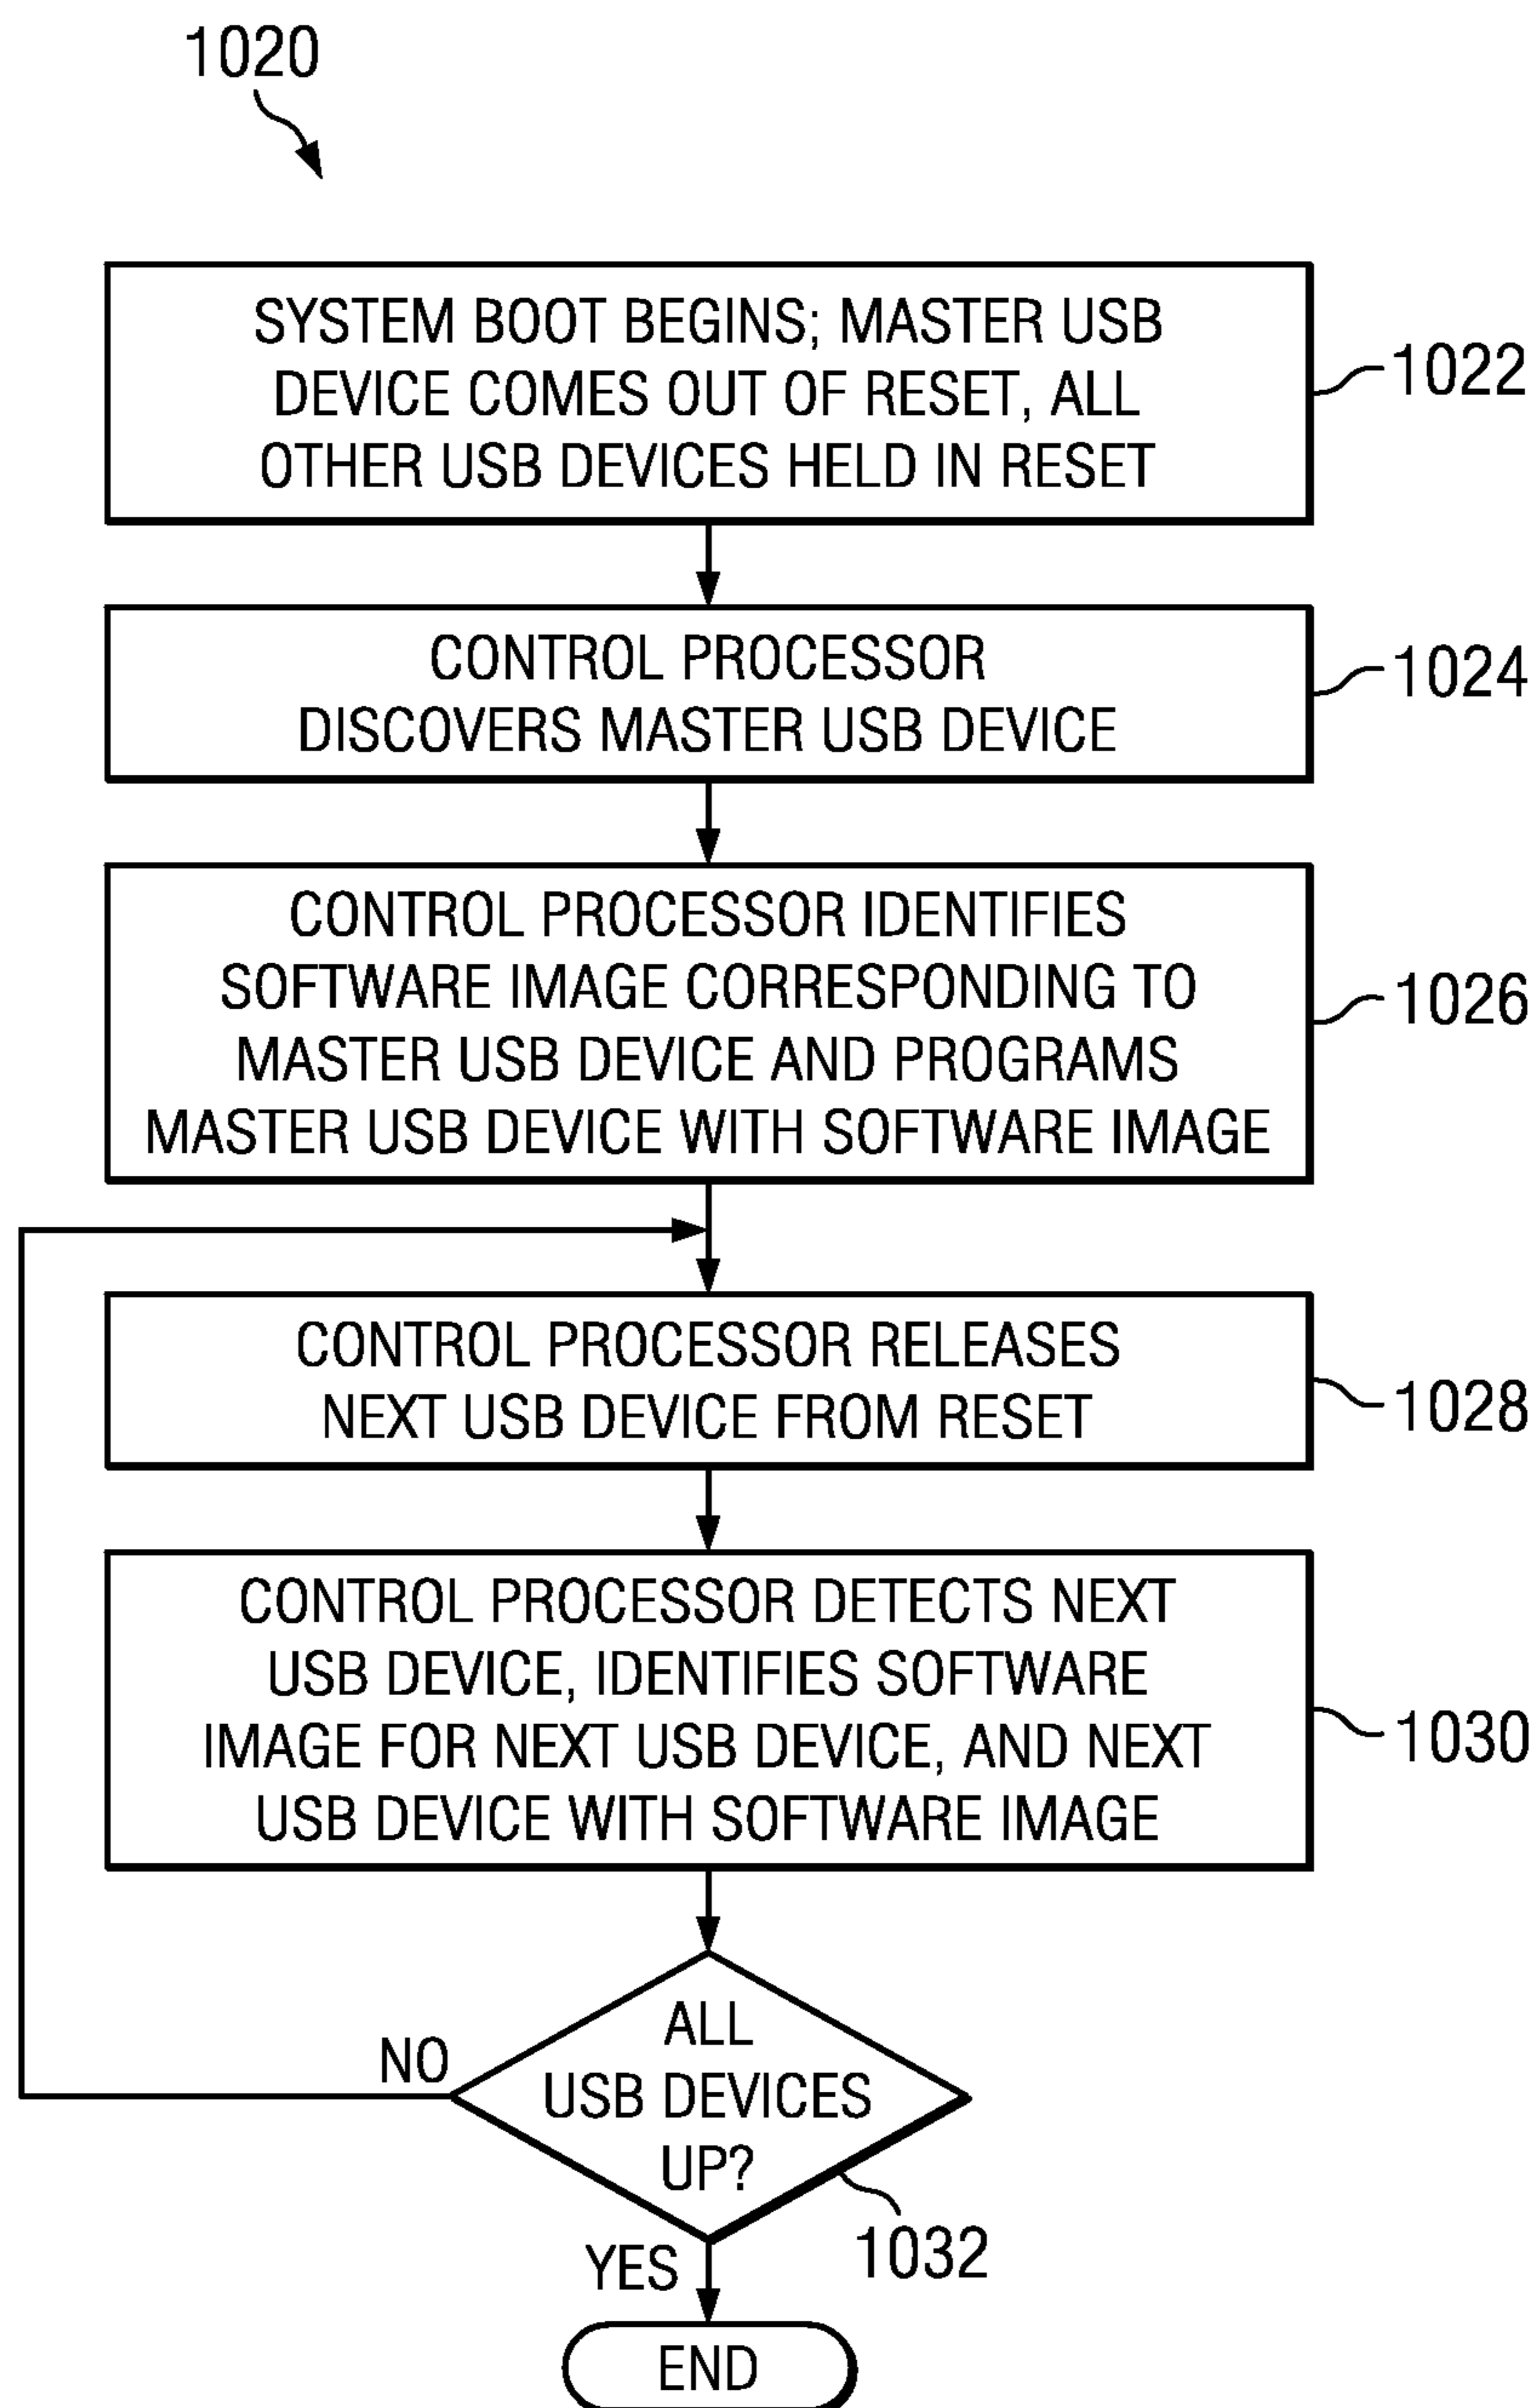 1020
SYSTEM BOOT BEGINS; MASTER USB
DEVICE COMES OUT OF RESET, ALL
OTHER USB DEVICES HELD IN RESET
1022
CONTROL PROCESSOR
DISCOVERS MASTER USB DEVICE
1024
CONTROL PROCESSOR IDENTIFIES
SOFTWARE IMAGE CORRESPONDING TO
MASTER USB DEVICE AND PROGRAMS
MASTER USB DEVICE WITH SOFTWARE IMAGE
1026
CONTROL PROCESSOR RELEASES
NEXT USB DEVICE FROM RESET
1028
CONTROL PROCESSOR DETECTS NEXT
USB DEVICE, IDENTIFIES SOFTWARE
IMAGE FOR NEXT USB DEVICE, AND NEXT
USB DEVICE WITH SOFTWARE IMAGE
1030
ALL
USB DEVICES
UP?
NO
1032
YES
END